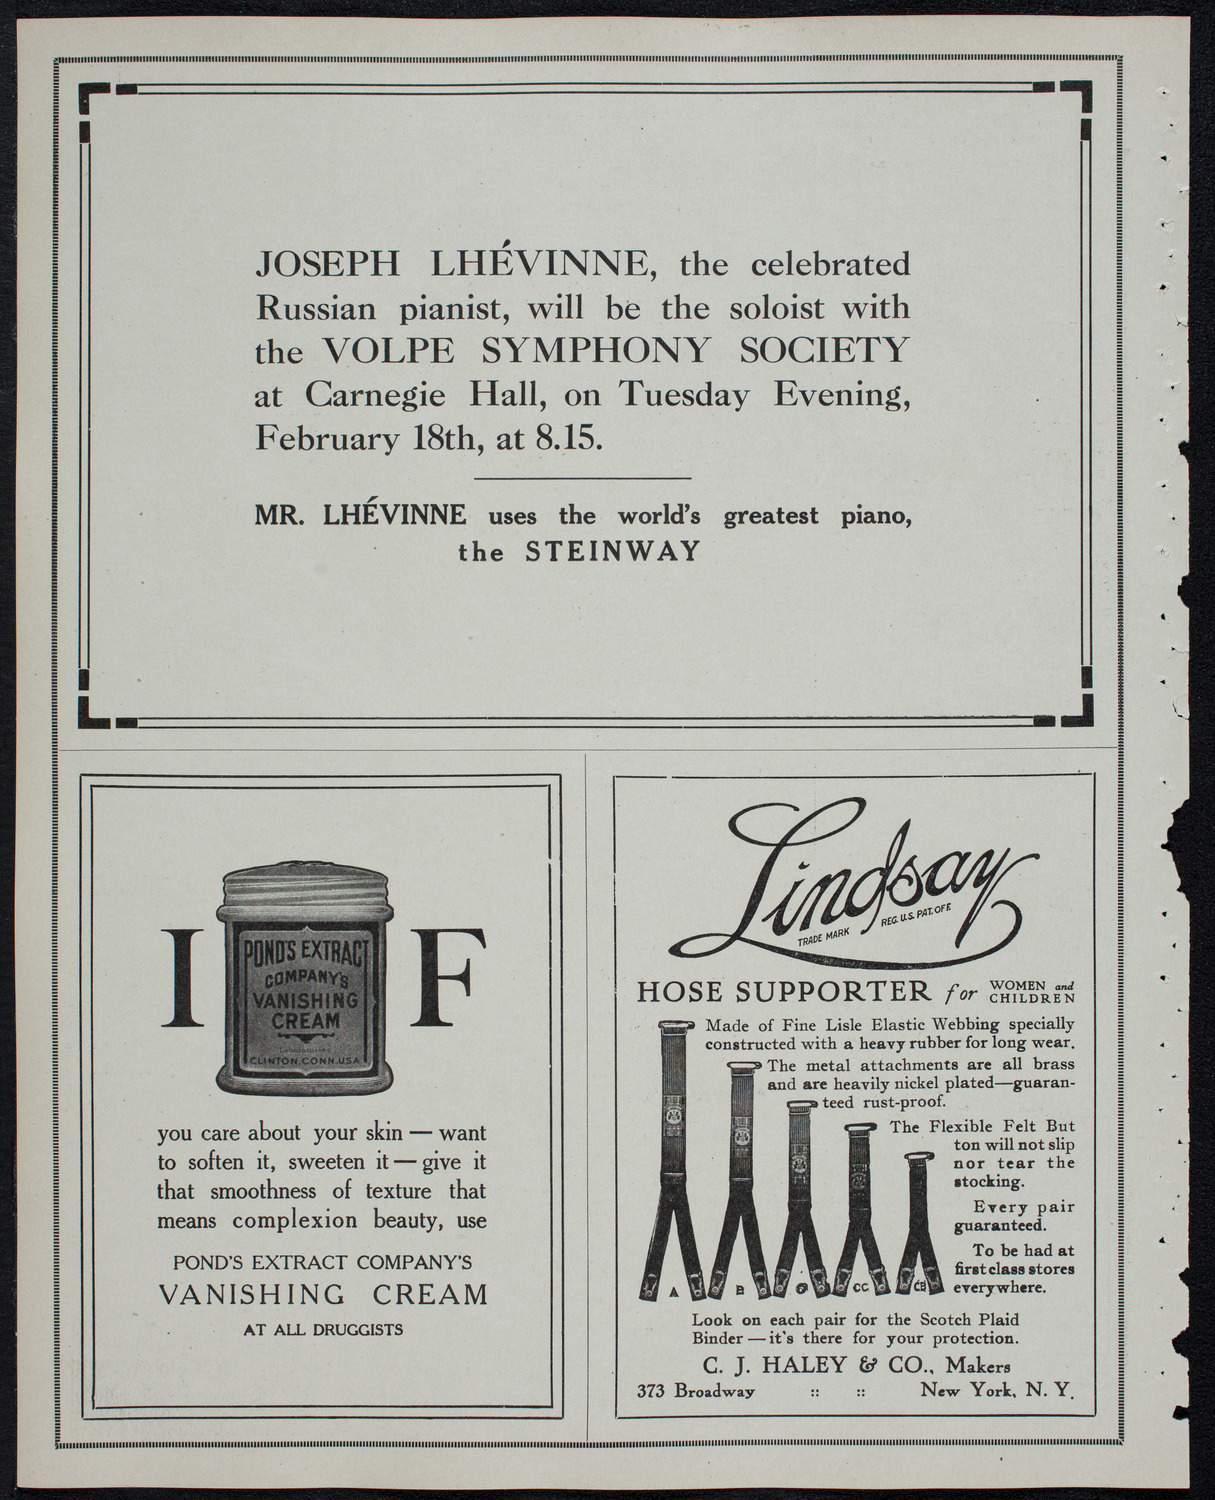 JOSEPH LHÉVINNE, the celebrated
Russian pianist, will be the soloist with
the VOLPE SYMPHONY SOCIETY
at Carnegie Hall, on Tuesday Evening,
February 18th, at 8.15.
MR. LHÉVINNE uses the world's greatest piano,
the STEINWAY
I F
POND'S EXTRACT
COMPANY'S
VANISHING
CREAM
CLINTON.CONN.USA
you care about your skin — want
to soften it, sweeten it — give it
that smoothness of texture that
means complexion beauty, use
POND'S EXTRACT COMPANY'S
VANISHING CREAM
AT ALL DRUGGISTS
Lindsay
TRADE MARK REG. U.S. PAT. OFF.
HOSE SUPPORTER for WOMEN and CHILDREN
Made of Fine Lisle Elastic Webbing specially
constructed with a heavy rubber for long wear.
The metal attachments are all brass
and are heavily nickel plated—guaran-
teed rust-proof.
The Flexible Felt But
ton will not slip
nor tear the
stocking.
Every pair
guaranteed.
To be had at
first class stores
everywhere.
A B CC CB
Look on each pair for the Scotch Plaid
Binder — it's there for your protection.
C. J. HALEY & CO., Makers
373 Broadway :: :: New York, N. Y.